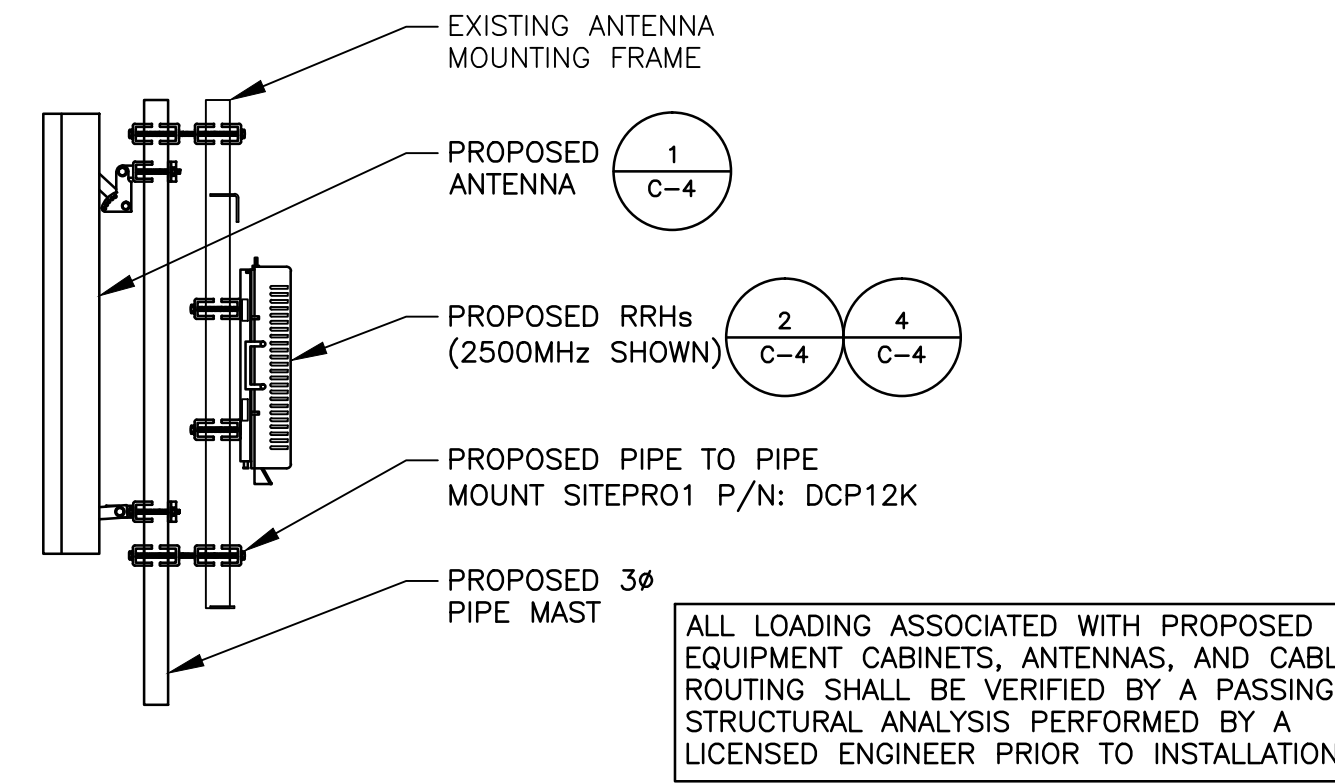 EXISTING ANTENNA
MOUNTING FRAME
PROPOSED
ANTENNA
1
C-4
PROPOSED RRHs
(2500MHz SHOWN)
2
C-4
4
C-4
PROPOSED PIPE TO PIPE
MOUNT SITEPRO1 P/N: DCP12K
PROPOSED 3ø
PIPE MAST
ALL LOADING ASSOCIATED WITH PROPOSED
EQUIPMENT CABINETS, ANTENNAS, AND CABL
ROUTING SHALL BE VERIFIED BY A PASSING
STRUCTURAL ANALYSIS PERFORMED BY A
LICENSED ENGINEER PRIOR TO INSTALLATION